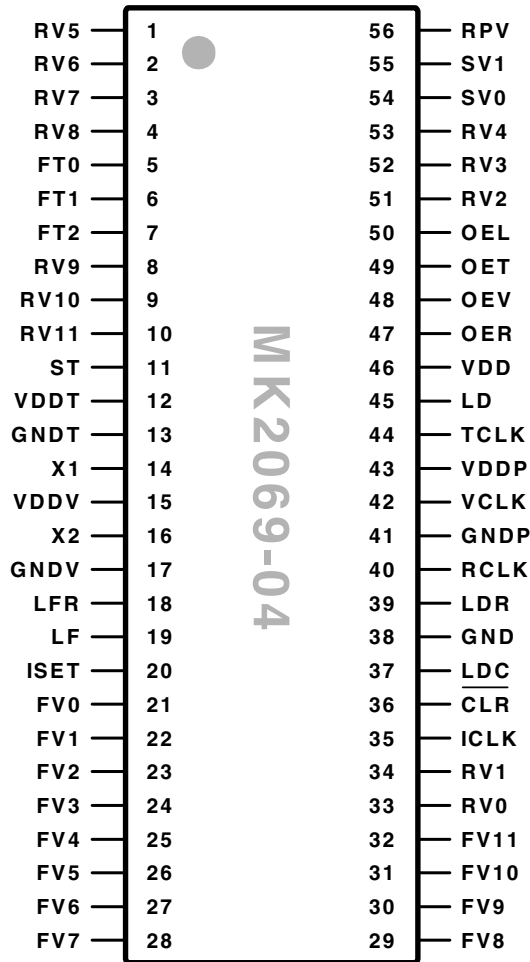 RV5 1 56 RPV
RV6 2 55 SV1
RV7 3 54 SV0
RV8 4 53 RV4
FT0 5 52 RV3
FT1 6 51 RV2
FT2 7 50 OEL
RV9 8 49 OET
RV10 9 48 OEV
RV11 10 47 OER
ST 11 46 VDD
VDDT 12 45 LD
GNDT 13 44 TCLK
X1 14 43 VDDP
VDDV 15 42 VCLK
X2 16 41 GNDP
GNDV 17 40 RCLK
LFR 18 39 LDR
LF 19 38 GND
ISET 20 37 LDC
FV0 21 36 CLR
FV1 22 35 ICLK
FV2 23 34 RV1
FV3 24 33 RV0
FV4 25 32 FV11
FV5 26 31 FV10
FV6 27 30 FV9
FV7 28 29 FV8
MK2069-04